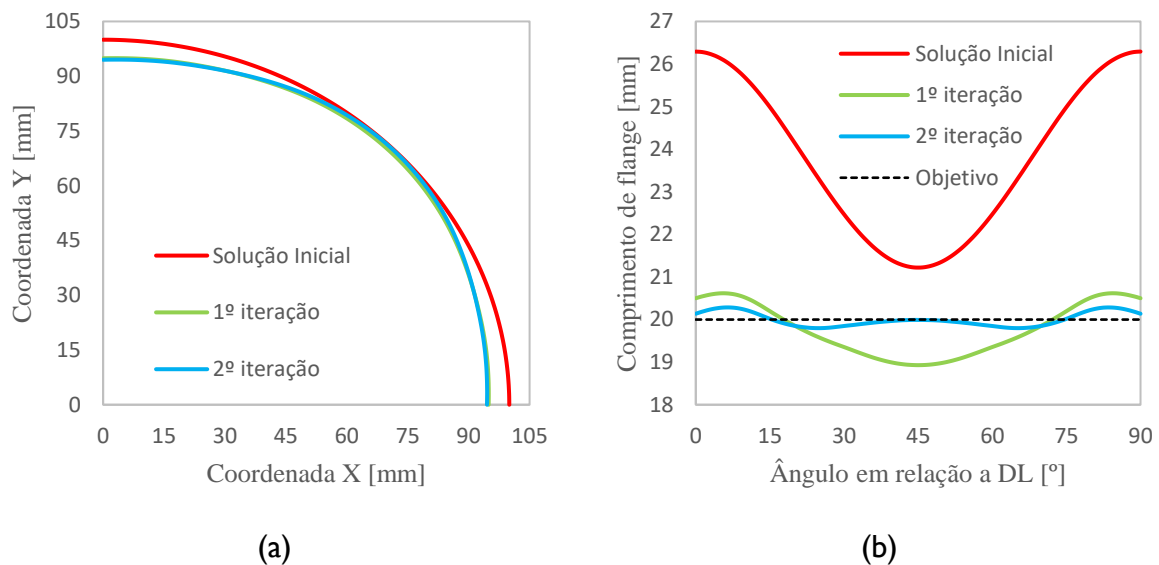 105
90
75
60
45
30
15
0
Coordenada Y [mm]
Solução Inicial
1º iteração
2º iteração
0 15 30 45 60 75 90 105
Coordenada X [mm]
(a)
27
26
25
24
23
22
21
20
19
18
Comprimento de flange [mm]
Solução Inicial
1º iteração
2º iteração
Objetivo
0 15 30 45 60 75 90
Ângulo em relação a DL [º]
(b)